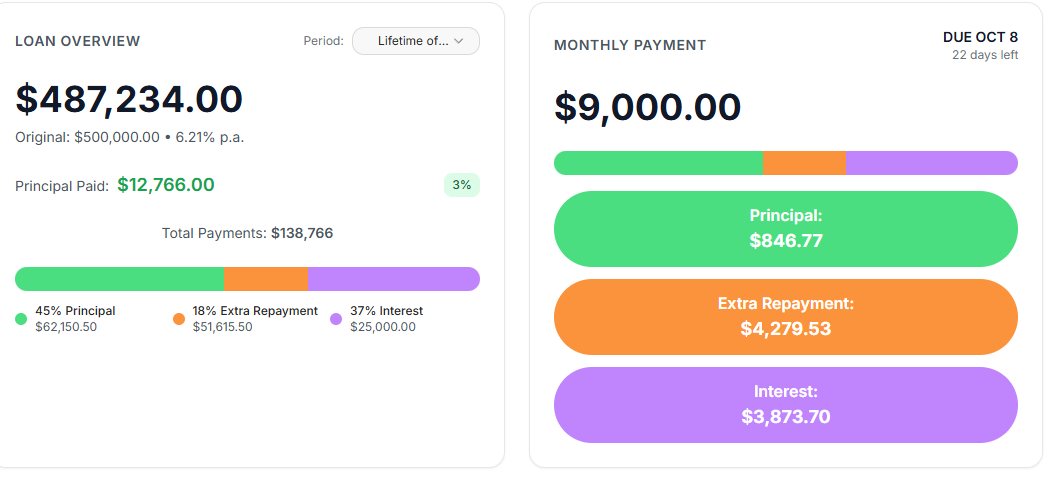 LOAN OVERVIEW
Period: Lifetime of...
$487,234.00
Original: $500,000.00 • 6.21% p.a.
Principal Paid: $12,766.00 3%
Total Payments: $138,766
45% Principal
$62,150.50
18% Extra Repayment
$51,615.50
37% Interest
$25,000.00
MONTHLY PAYMENT
DUE OCT 8
22 days left
$9,000.00
Principal:
$846.77
Extra Repayment:
$4,279.53
Interest:
$3,873.70